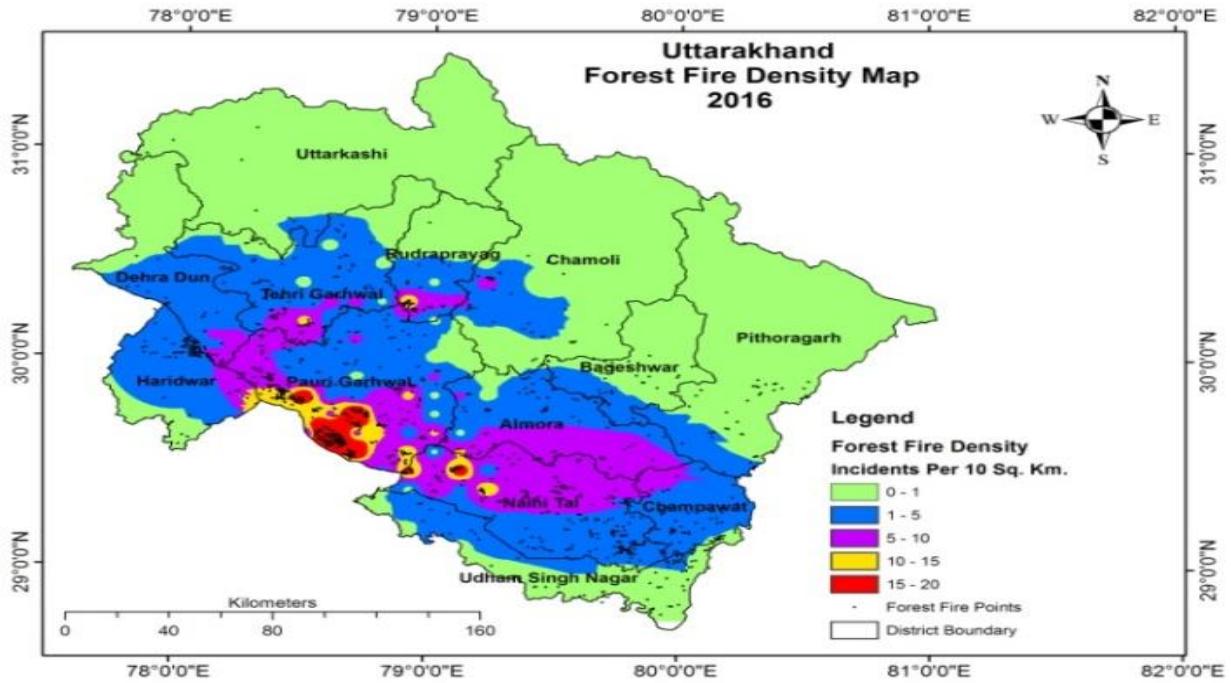 78°0'0"E 79°0'0"E 80°0'0"E 81°0'0"E 82°0'0"E
Uttarakhand
Forest Fire Density Map
2016
N
W E
S
31°0'0"N 31°0'0"N
Uttarkashi
Rudraprayag
Chamoli
Dehra Dun
Tehri Garhwal
30°0'0"N 30°0'0"N
Pithoragarh
Bageshwar
Haridwar
Pauri Garhwal
Almora
Naini Tal
Champawat
29°0'0"N 29°0'0"N
Udham Singh Nagar
Legend
Forest Fire Density
Incidents Per 10 Sq. Km.
0 - 1
1 - 5
5 - 10
10 - 15
15 - 20
Forest Fire Points
District Boundary
Kilometers
0 40 80 160
78°0'0"E 79°0'0"E 80°0'0"E 81°0'0"E 82°0'0"E